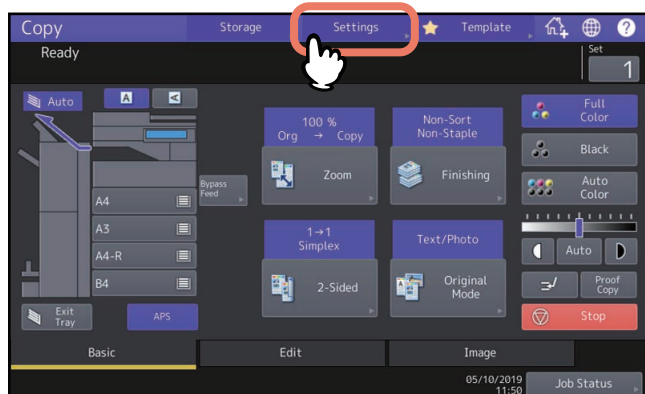 Copy
Storage
Settings
Template
?
Ready
Set
1
Auto
A
A
100 %
Org → Copy
Non-Sort
Non-Staple
Full
Color
Zoom
Finishing
Black
Bypass
Feed
A4
Auto
Color
A3
1→1
Simplex
Text/Photo
A4-R
Auto
B4
2-Sided
A
Original
Mode
Proof
Copy
Exit
Tray
APS
Stop
Basic
Edit
Image
05/10/2019
11:50
Job Status